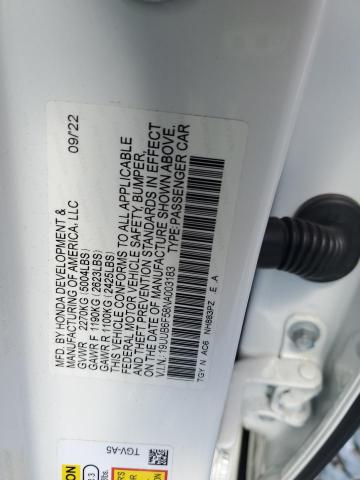 MFD. BY HONDA DEVELOPMENT &
MANUFACTURING OF AMERICA, LLC 09/22
GVWR 2270KG (5004LBS)
GAWR F 1190KG (2623LBS)
GAWR R 1100KG (2425LBS)
THIS VEHICLE CONFORMS TO ALL APPLICABLE
FEDERAL MOTOR VEHICLE SAFETY, BUMPER,
AND THEFT PREVENTION STANDARDS IN EFFECT
ON THE DATE OF MANUFACTURE SHOWN ABOVE.
V.I.N.: 19UUB6F58NA003183
TYPE:PASSENGER CAR
TGY N AC6 NH883PZ E A
TGV-A5
ION